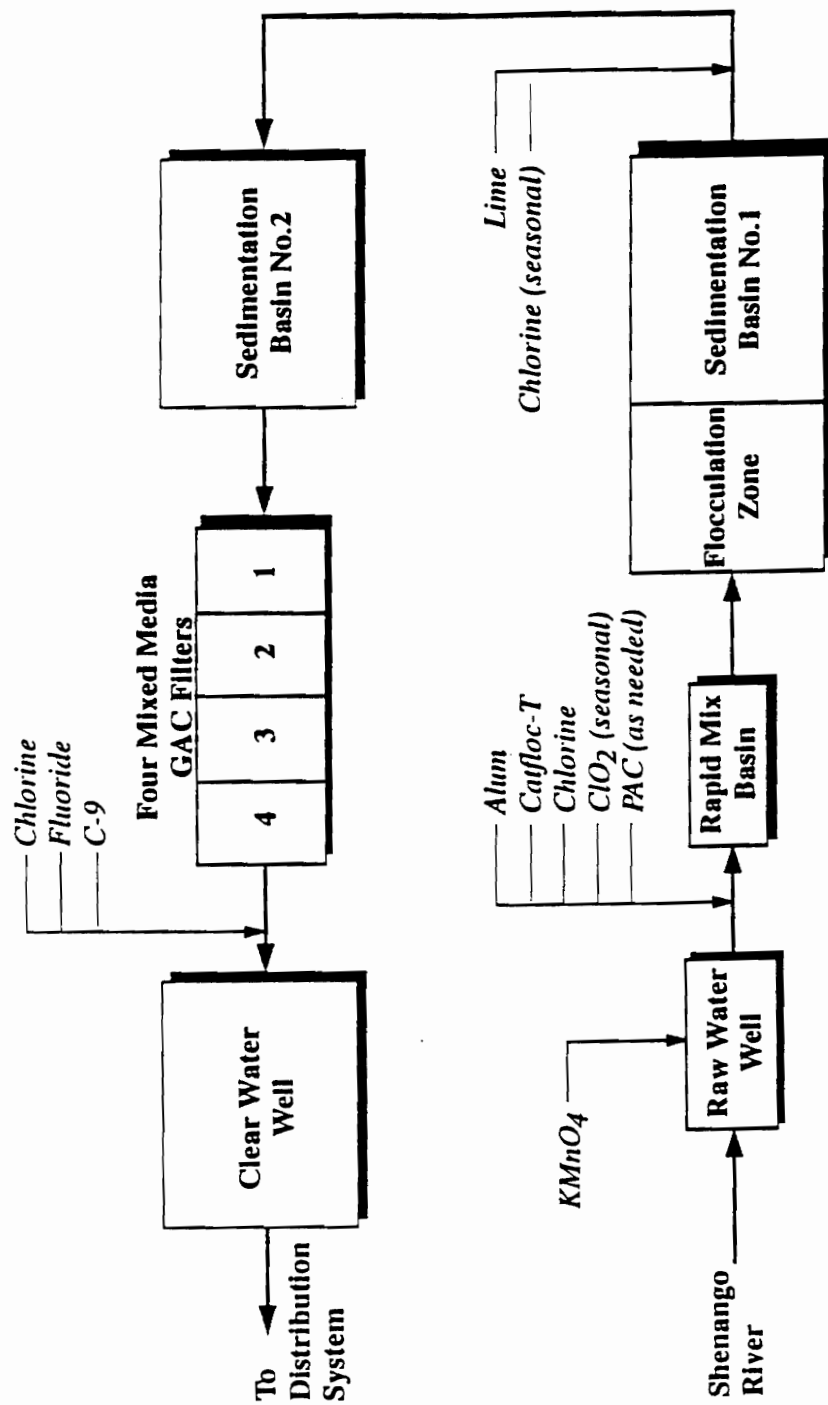 Shenango
River
KMnO4
Raw Water
Well
Alum
Catfloc-T
Chlorine
ClO2 (seasonal)
PAC (as needed)
Rapid Mix
Basin
Flocculation
Zone
Sedimentation
Basin No.1
Lime
Chlorine (seasonal)
Sedimentation
Basin No.2
Four Mixed Media
GAC Filters
1
2
3
4
Chlorine
Fluoride
C-9
Clear Water
Well
To
Distribution
System